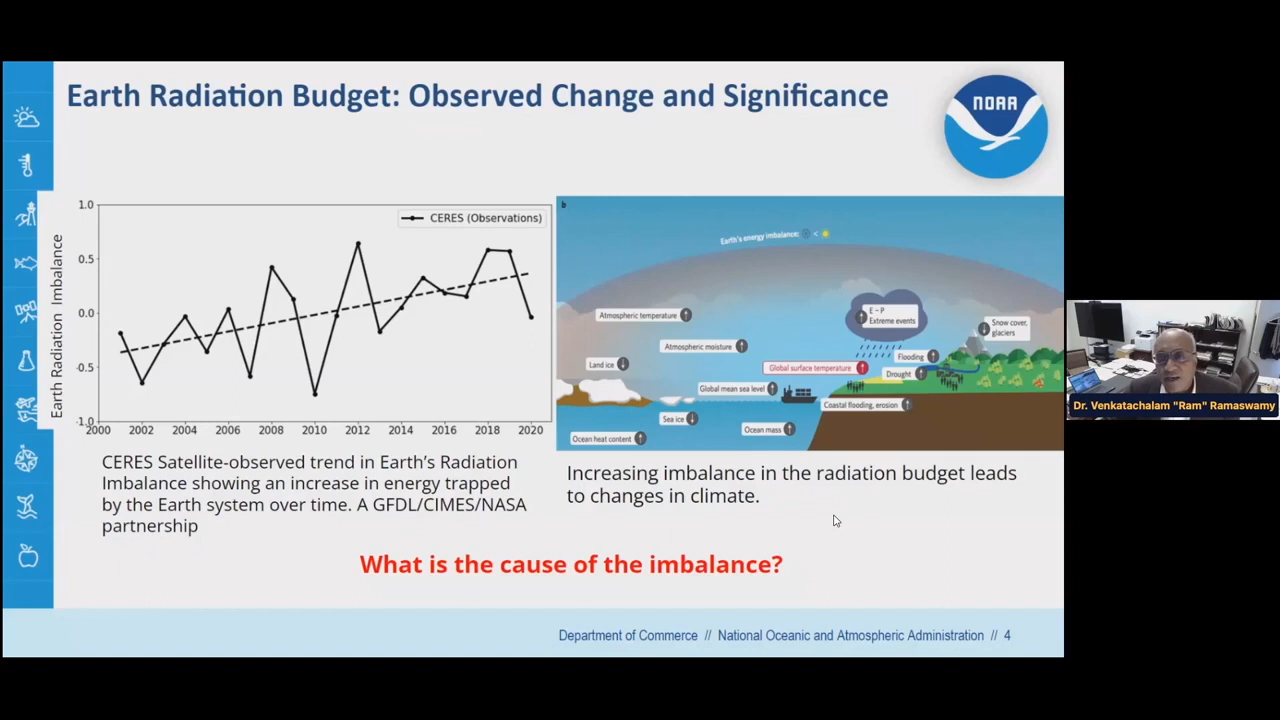 Earth Radiation Budget: Observed Change and Significance
NOAA
Earth Radiation Imbalance
1.0
0.5
0.0
-0.5
-1.0
2000 2002 2004 2006 2008 2010 2012 2014 2016 2018 2020
CERES (Observations)
b
Earth's energy imbalance: <
Atmospheric temperature
E – P
Extreme events
Snow cover,
glaciers
Atmospheric moisture
Flooding
Land ice
Global surface temperature
Drought
Global mean sea level
Coastal flooding, erosion
Sea ice
Ocean mass
Ocean heat content
CERES Satellite-observed trend in Earth's Radiation
Imbalance showing an increase in energy trapped
by the Earth system over time. A GFDL/CIMES/NASA
partnership
Increasing imbalance in the radiation budget leads
to changes in climate.
What is the cause of the imbalance?
Department of Commerce // National Oceanic and Atmospheric Administration // 4
Dr. Venkatachalam "Ram" Ramaswamy